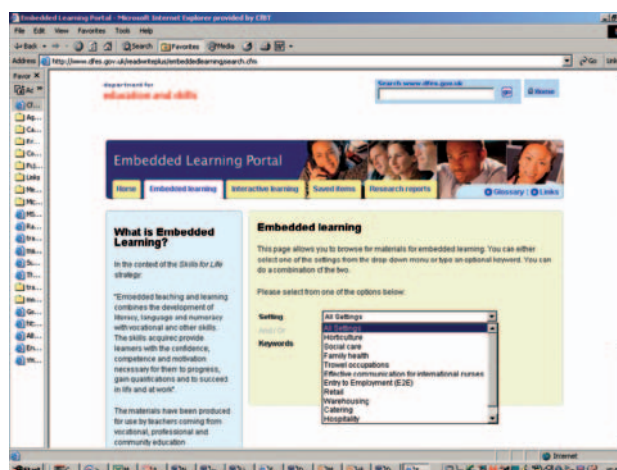 Embedded Learning Portal - Microsoft Internet Explorer provided by CfBT
File Edit View Favorites Tools Help
Back Search Favorites Media
Address http://www.dfes.gov.uk/readwriteplus/embeddedlearningsearch.cfm Go Links
Favor X
department for
education and skills
Search www.dfes.gov.uk
go Home
Embedded Learning Portal
Home Embedded learning Interactive learning Saved items Research reports
Glossary | Links
What is Embedded
Learning?
In the context of the Skills for Life
strategy:
"Embedded teaching and learning
combines the development of
literacy, language and numeracy
with vocational and other skills.
The skills acquired provide
learners with the confidence,
competence and motivation
necessary for them to progress,
gain qualifications and to succeed
in life and at work".
The materials have been produced
for use by teachers coming from
vocational, professional and
community education
Embedded learning
This page allows you to browse for materials for embedded learning. You can either
select one of the settings from the drop down menu or type an optional keyword. You can
do a combination of the two.
Please select from one of the options below:
Setting All Settings
And/Or
Keywords
All Settings
Horticulture
Social care
Family health
Trowel occupations
Effective communication for international nurses
Entry to Employment (E2E)
Retail
Warehousing
Catering
Hospitality
Links
Internet
Start